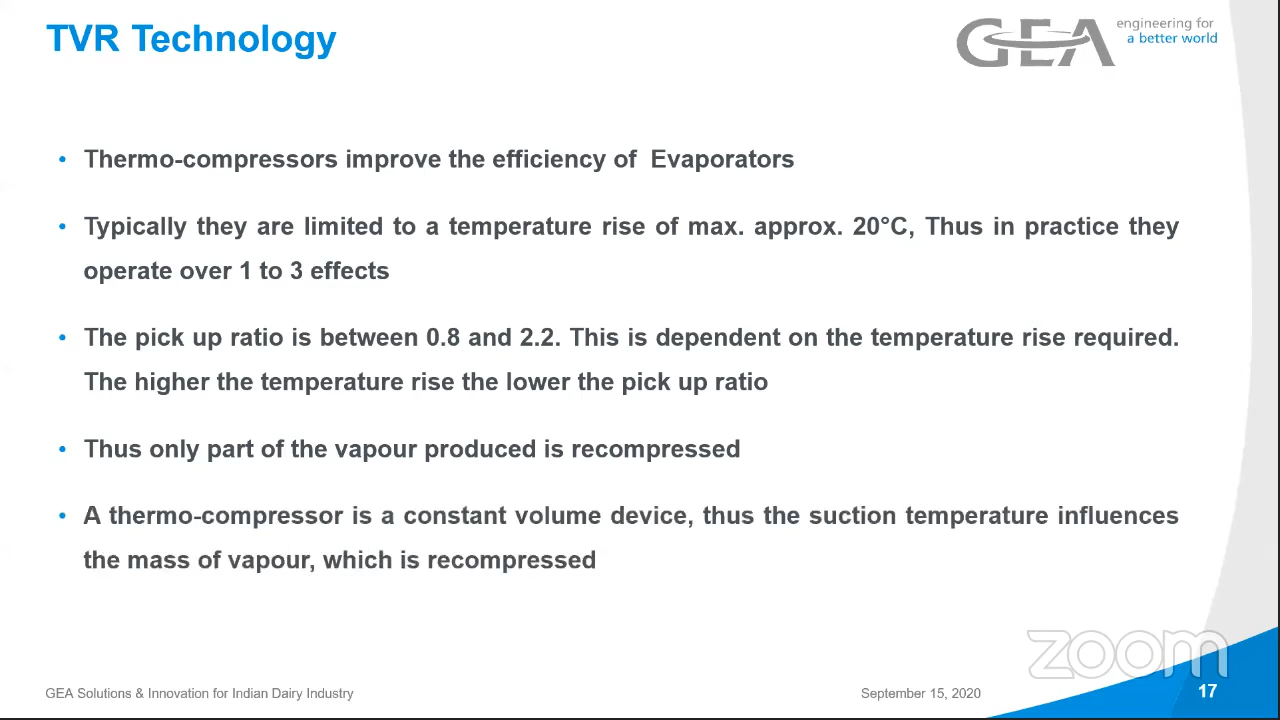 TVR Technology
GEA engineering for
a better world
• Thermo-compressors improve the efficiency of Evaporators
• Typically they are limited to a temperature rise of max. approx. 20°C, Thus in practice they
operate over 1 to 3 effects
• The pick up ratio is between 0.8 and 2.2. This is dependent on the temperature rise required.
The higher the temperature rise the lower the pick up ratio
• Thus only part of the vapour produced is recompressed
• A thermo-compressor is a constant volume device, thus the suction temperature influences
the mass of vapour, which is recompressed
zoom
GEA Solutions & Innovation for Indian Dairy Industry
September 15, 2020
17